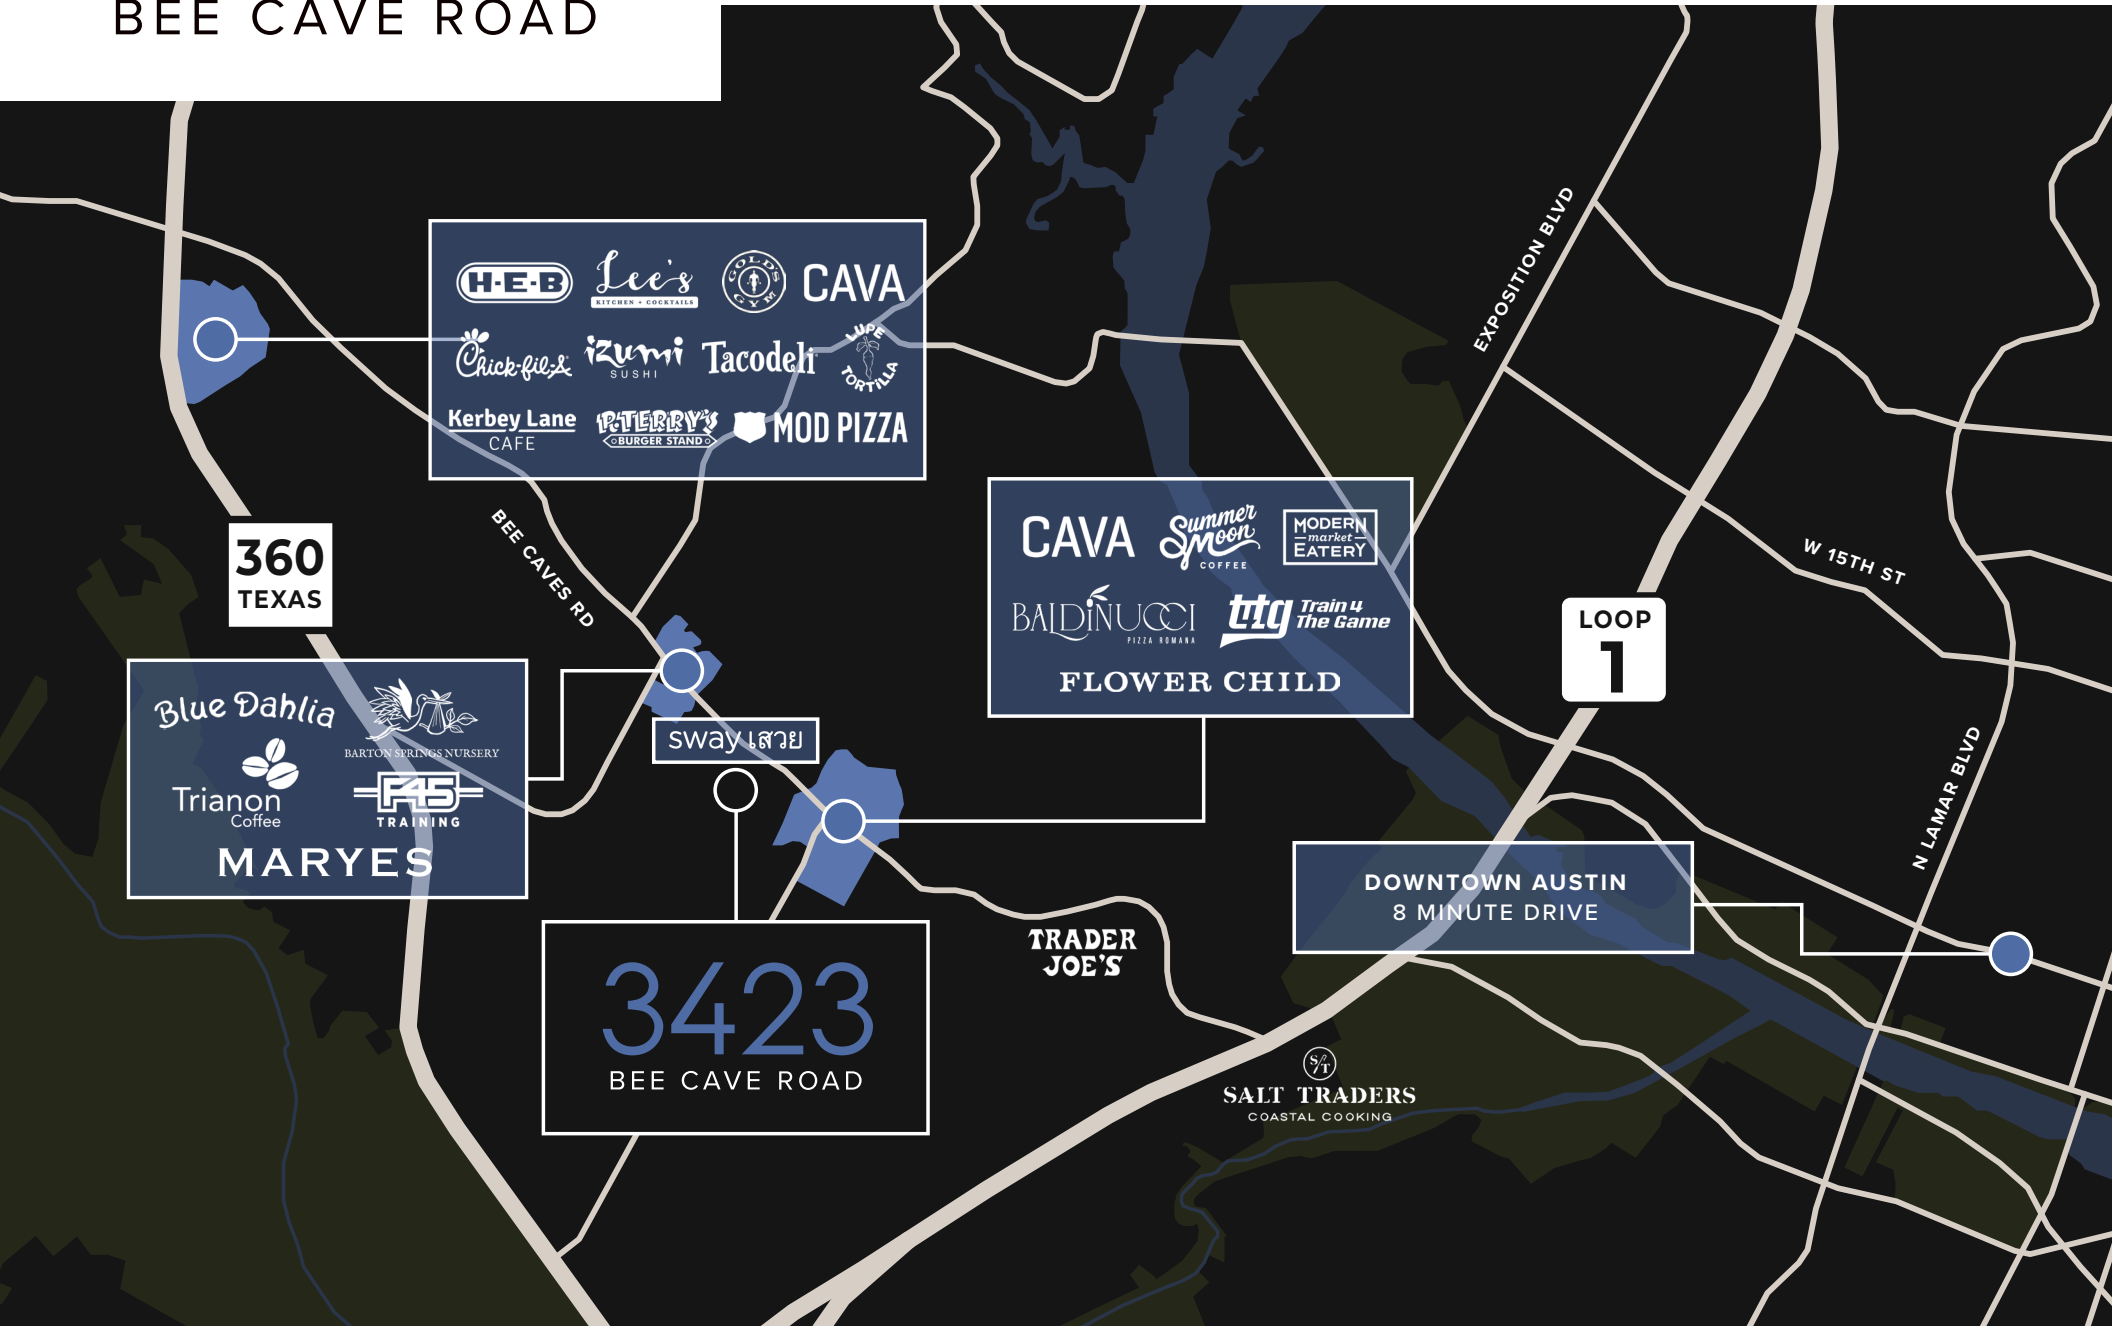 BEE CAVE ROAD
H-E-B
Lee's
KITCHEN + COCKTAILS
GOLD'S GYM
CAVA
Chick-fil-A
izumi
SUSHI
Tacodeli
LUPE TORTILLA
Kerbey Lane
CAFE
P. TERRY'S
BURGER STAND
MOD PIZZA
EXPOSITION BLVD
BEE CAVES RD
360
TEXAS
CAVA
Summer Moon
COFFEE
MODERN
market
EATERY
BALDINUCCI
PIZZA ROMANA
tttg Train 4
The Game
FLOWER CHILD
W 15TH ST
LOOP
1
Blue Dahlia
BARTON SPRINGS NURSERY
Trianon
Coffee
F45
TRAINING
MARYES
sway เสวย
N LAMAR BLVD
DOWNTOWN AUSTIN
8 MINUTE DRIVE
TRADER
JOE'S
3423
BEE CAVE ROAD
S/T
SALT TRADERS
COASTAL COOKING